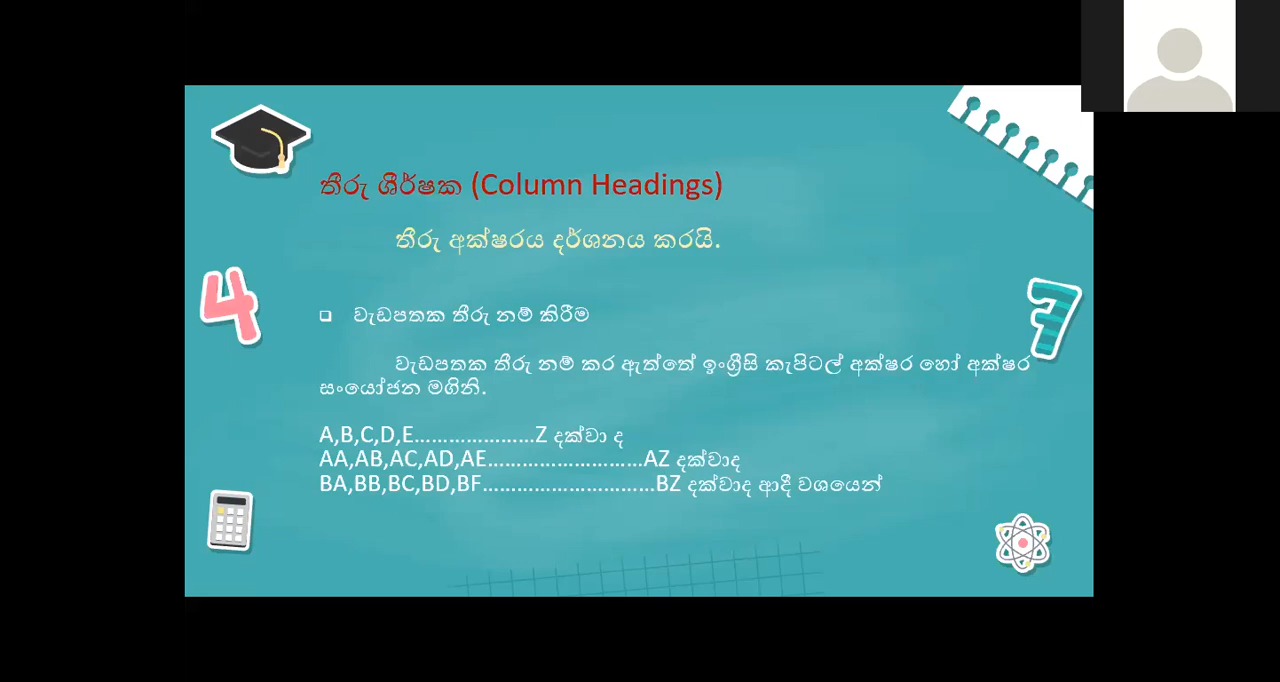 තීරු ශීර්ෂක (Column Headings)
තීරු අක්ෂරය දර්ශනය කරයි.
වැඩපතක තීරු නම් කිරීම
වැඩපතක තීරු නම් කර ඇත්තේ ඉංග්‍රීසි කැපිටල් අක්ෂර හෝ අක්ෂර
සංයෝජන මගිනි.
A,B,C,D,E.....................Z දක්වා ද
AA,AB,AC,AD,AE...........................AZ දක්වාද
BA,BB,BC,BD,BF..............................BZ දක්වාද ආදී වශයෙන්
4
7